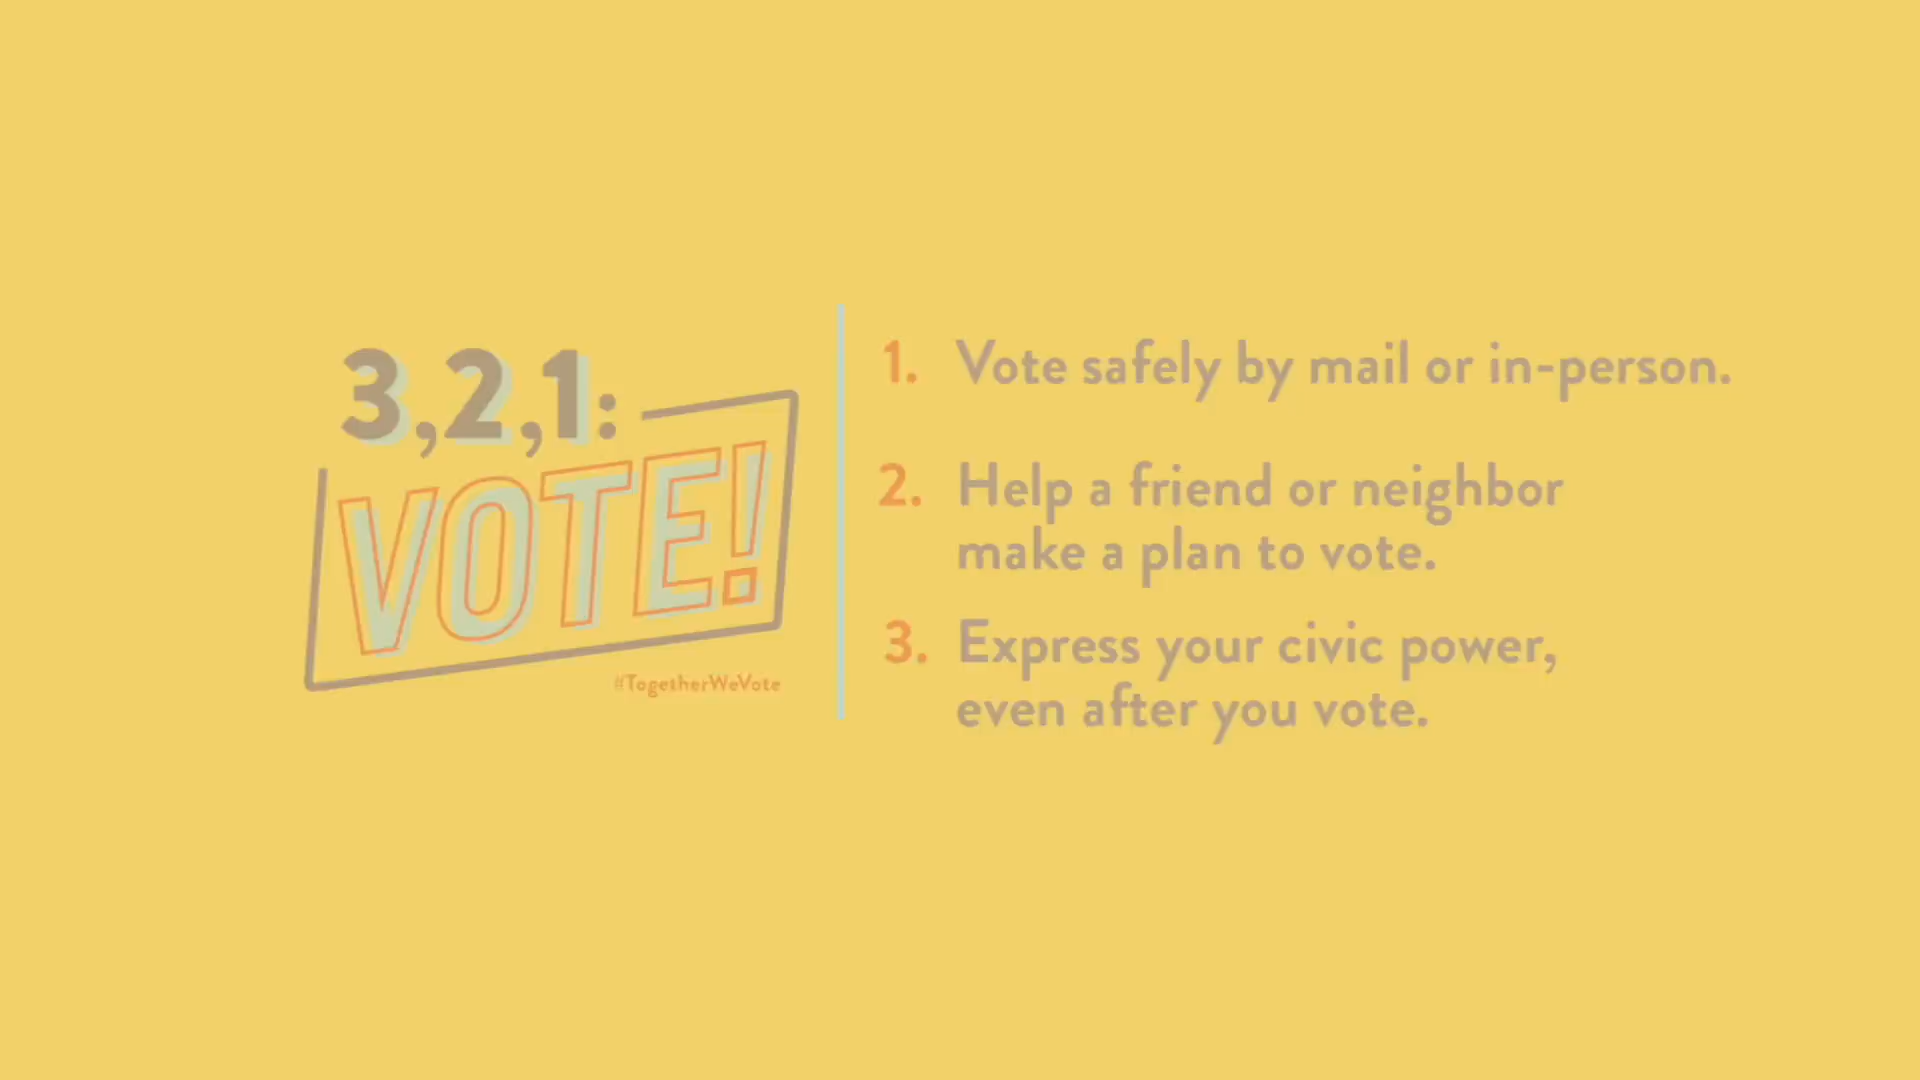 3,2,1:
VOTE!
#TogetherWeVote
1. Vote safely by mail or in-person.
2. Help a friend or neighbor
make a plan to vote.
3. Express your civic power,
even after you vote.